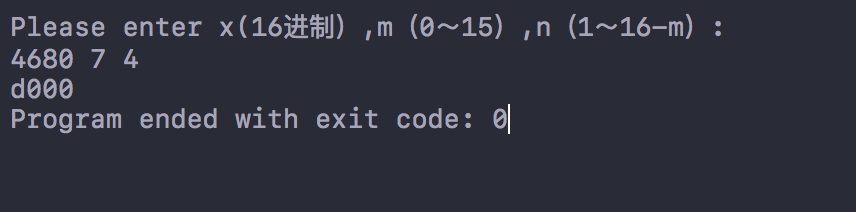 Please enter x(16进制）,m（0～15）,n（1～16-m）:
4680 7 4
d000
Program ended with exit code: 0